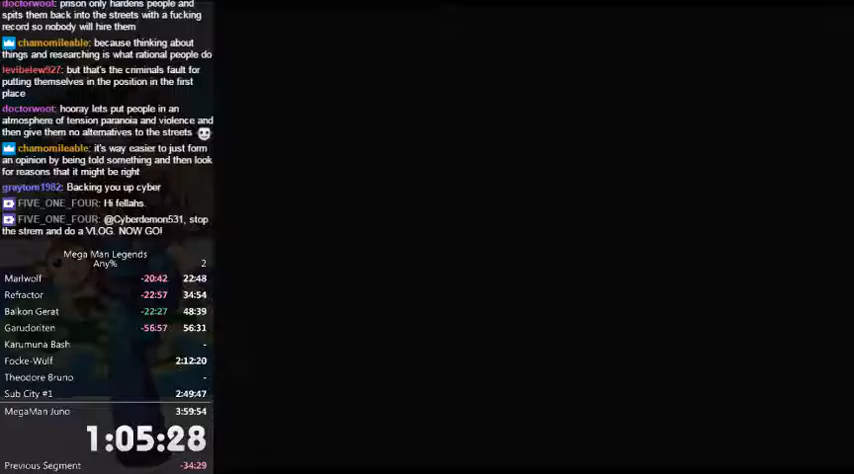 doctorwoot: prison only hardens people and
spits them back into the streets with a fucking
record so nobody will hire them
chamomileable: because thinking about
things and researching is what rational people do
levibelew927: but that's the criminals fault for
putting themselves in the position in the first
place
doctorwoot: hooray lets put people in an
atmosphere of tension paranoia and violence and
then give them no alternatives to the streets
chamomileable: it's way easier to just form
an opinion by being told something and then look
for reasons that it might be right
graytom1982: Backing you up cyber
FIVE_ONE_FOUR: Hi fellahs.
FIVE_ONE_FOUR: @Cyberdemon531, stop
the strem and do a VLOG. NOW GO!
Mega Man Legends
Any% 2
Marlwolf -20:42 22:48
Refractor -22:57 34:54
Balkon Gerat -22:27 48:39
Garudoriten -56:57 56:31
Karumuna Bash -
Focke-Wulf 2:12:20
Theodore Bruno -
Sub City #1 2:49:47
MegaMan Juno 3:59:54
1:05:28
Previous Segment -34:29